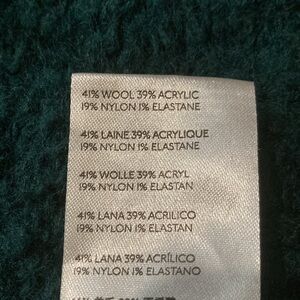 41% WOOL 39% ACRYLIC
19% NYLON 1% ELASTANE
41% LAINE 39% ACRYLIQUE
19% NYLON 1% ELASTANE
41% WOLLE 39% ACRYL
19% NYLON 1% ELASTAN
41% LANA 39% ACRILICO
19% NYLON 1% ELASTAN
41% LANA 39% ACRÍLICO
19% NYLON 1% ELASTANO